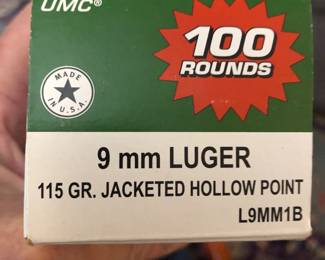 UMC®
100
ROUNDS
MADE
IN U.S.A.
9 mm LUGER
115 GR. JACKETED HOLLOW POINT
L9MM1B